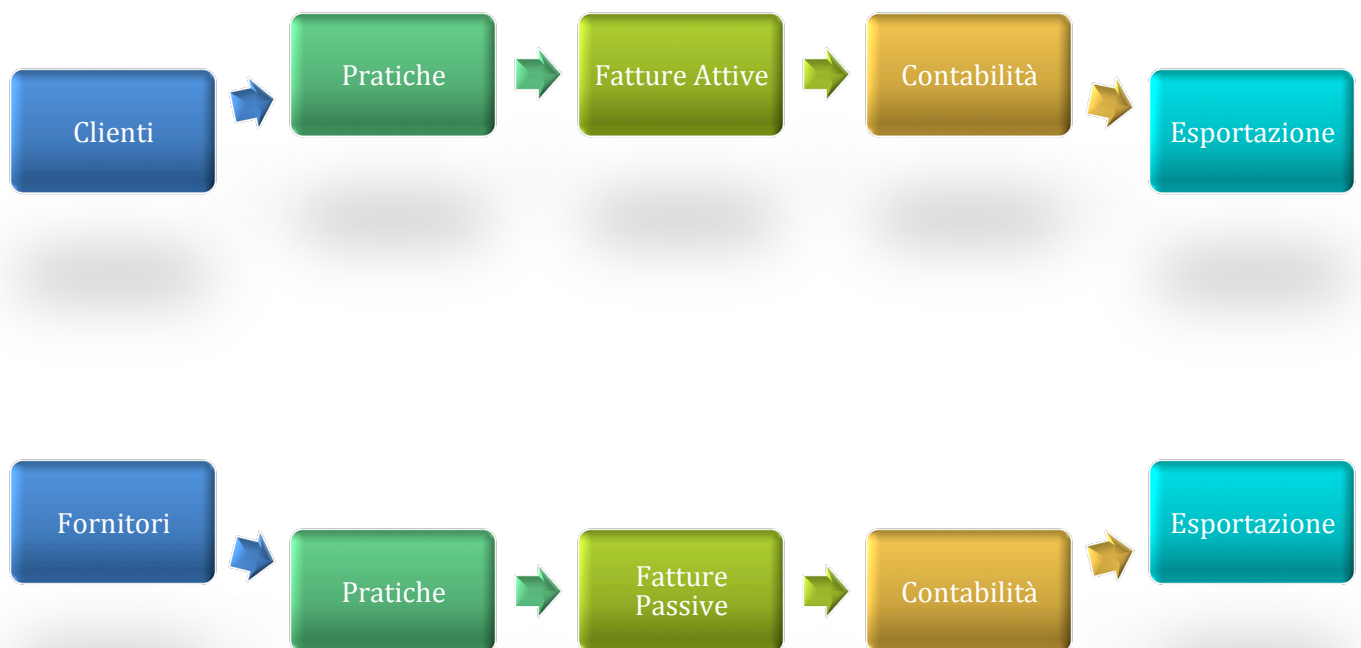 Clienti
Pratiche
Fatture Attive
Contabilità
Esportazione
Fornitori
Pratiche
Fatture
Passive
Contabilità
Esportazione